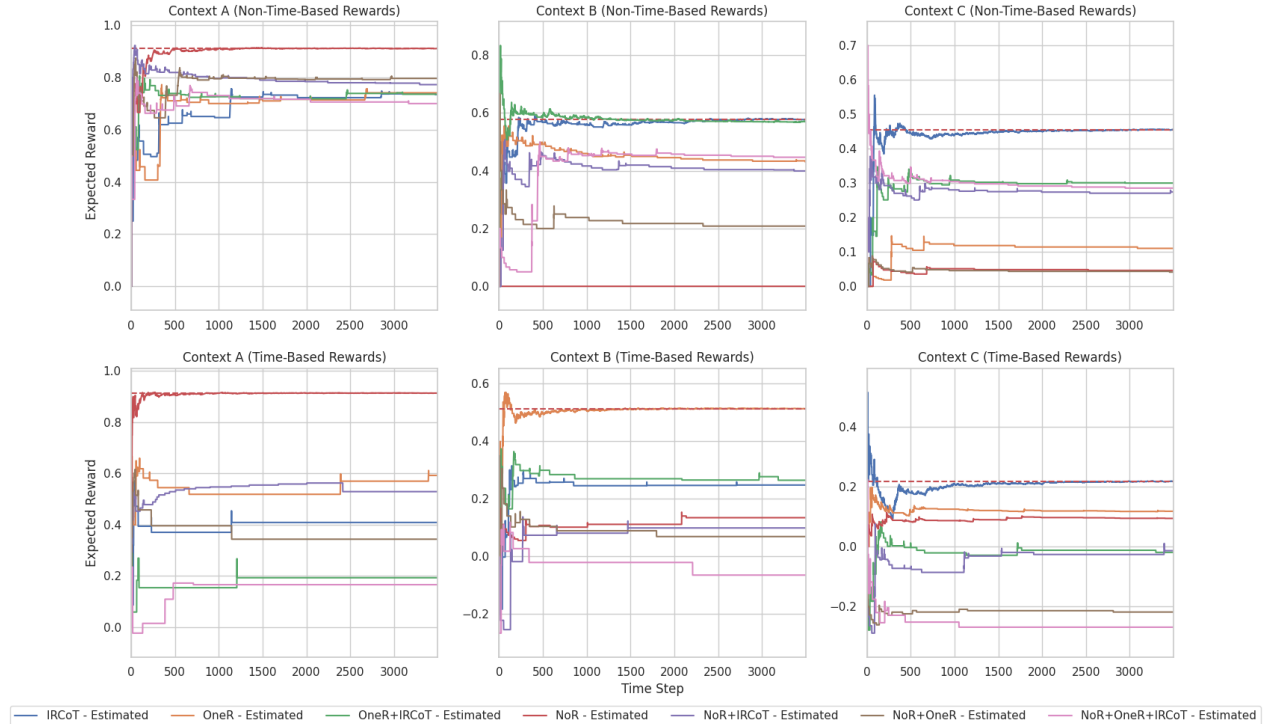 Context A (Non-Time-Based Rewards)
Context B (Non-Time-Based Rewards)
Context C (Non-Time-Based Rewards)
Expected Reward
1.0
0.8
0.6
0.4
0.2
0.0
0 500 1000 1500 2000 2500 3000
0.8
0.6
0.4
0.2
0.0
0 500 1000 1500 2000 2500 3000
0.7
0.6
0.5
0.4
0.3
0.2
0.1
0.0
0 500 1000 1500 2000 2500 3000
Context A (Time-Based Rewards)
Context B (Time-Based Rewards)
Context C (Time-Based Rewards)
Expected Reward
1.0
0.8
0.6
0.4
0.2
0.0
0 500 1000 1500 2000 2500 3000
0.6
0.4
0.2
0.0
−0.2
0 500 1000 1500 2000 2500 3000
0.4
0.2
0.0
−0.2
0 500 1000 1500 2000 2500 3000
Time Step
IRCoT - Estimated OneR - Estimated OneR+IRCoT - Estimated NoR - Estimated NoR+IRCoT - Estimated NoR+OneR - Estimated NoR+OneR+IRCoT - Estimated